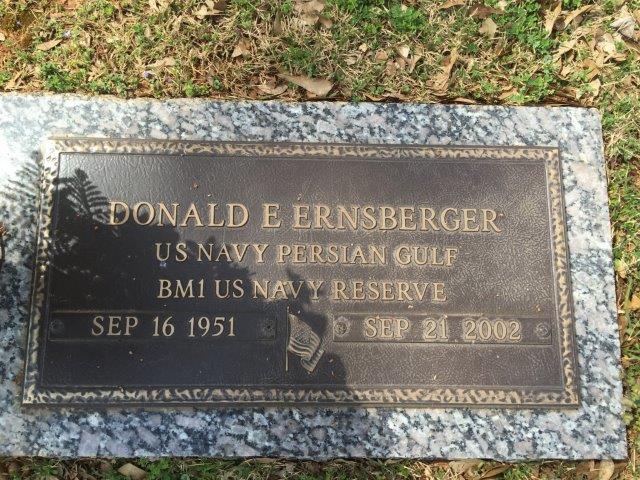 DONALD E ERNSBERGER
US NAVY PERSIAN GULF
BM1 US NAVY RESERVE
SEP 16 1951 SEP 21 2002